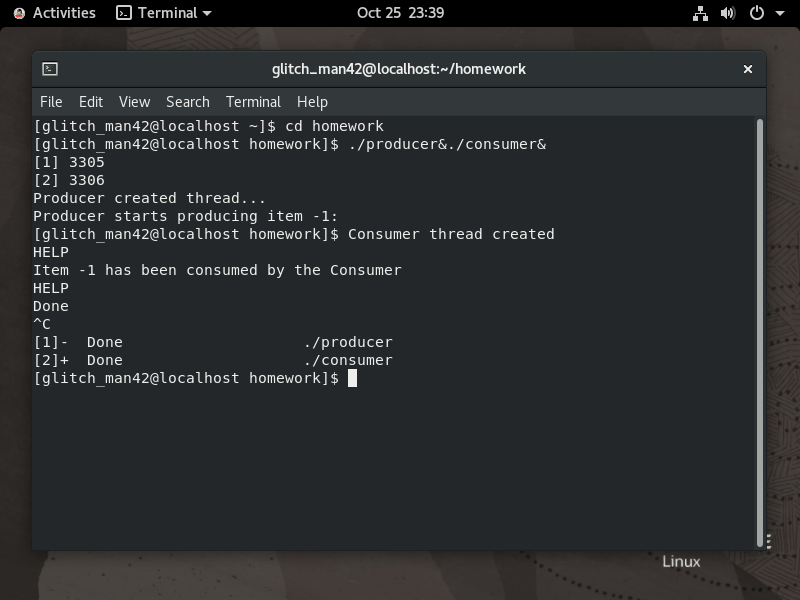 Activities Terminal Oct 25 23:39
glitch_man42@localhost:~/homework
File Edit View Search Terminal Help
[glitch_man42@localhost ~]$ cd homework
[glitch_man42@localhost homework]$ ./producer&./consumer&
[1] 3305
[2] 3306
Producer created thread...
Producer starts producing item -1:
[glitch_man42@localhost homework]$ Consumer thread created
HELP
Item -1 has been consumed by the Consumer
HELP
Done
^C
[1]-  Done                    ./producer
[2]+  Done                    ./consumer
[glitch_man42@localhost homework]$
Linux